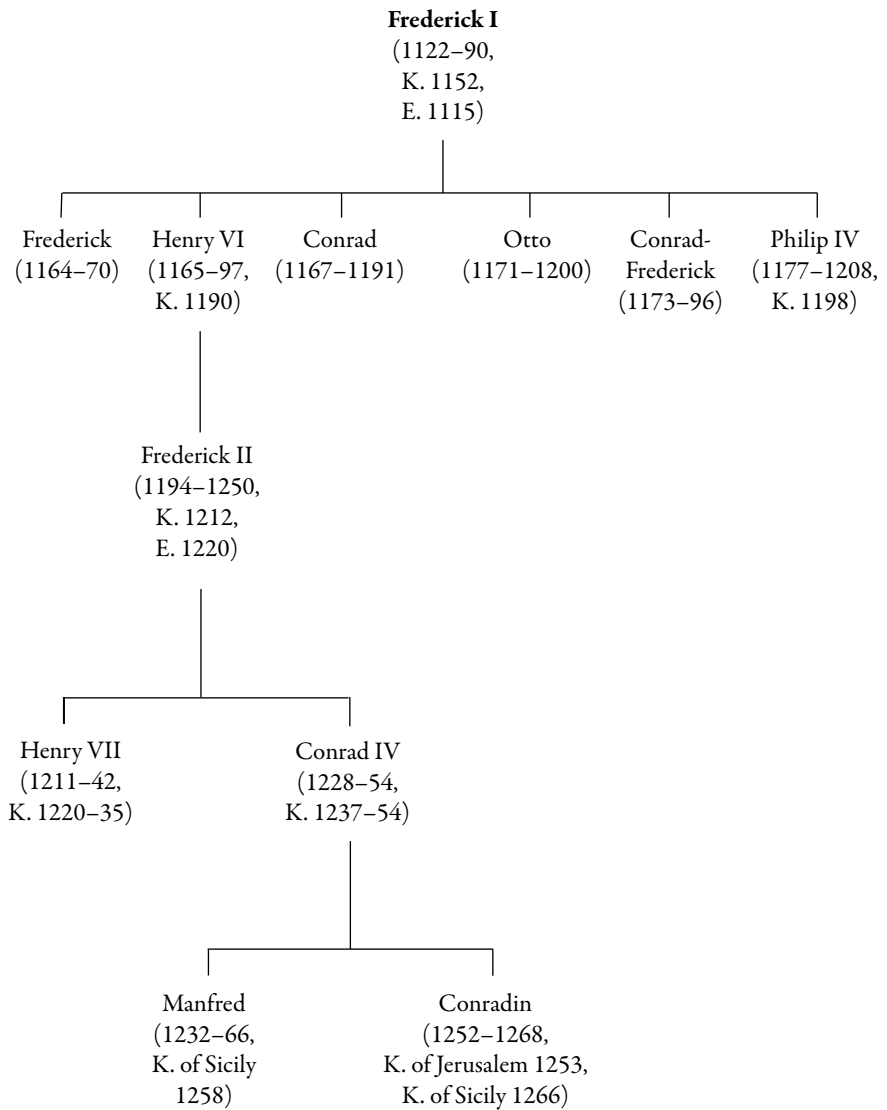 Frederick I
(1122–90,
K. 1152,
E. 1115)
Frederick
(1164–70)
Henry VI
(1165–97,
K. 1190)
Conrad
(1167–1191)
Otto
(1171–1200)
Conrad-
Frederick
(1173–96)
Philip IV
(1177–1208,
K. 1198)
Frederick II
(1194–1250,
K. 1212,
E. 1220)
Henry VII
(1211–42,
K. 1220–35)
Conrad IV
(1228–54,
K. 1237–54)
Manfred
(1232–66,
K. of Sicily
1258)
Conradin
(1252–1268,
K. of Jerusalem 1253,
K. of Sicily 1266)